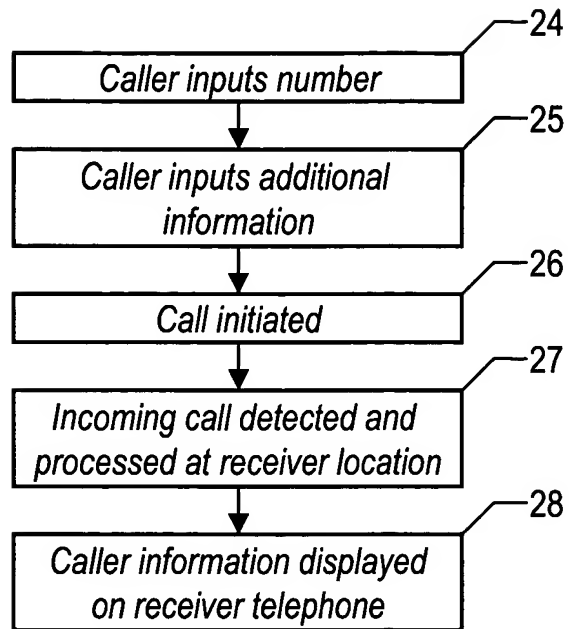 24
Caller inputs number
25
Caller inputs additional
information
26
Call initiated
27
Incoming call detected and
processed at receiver location
28
Caller information displayed
on receiver telephone